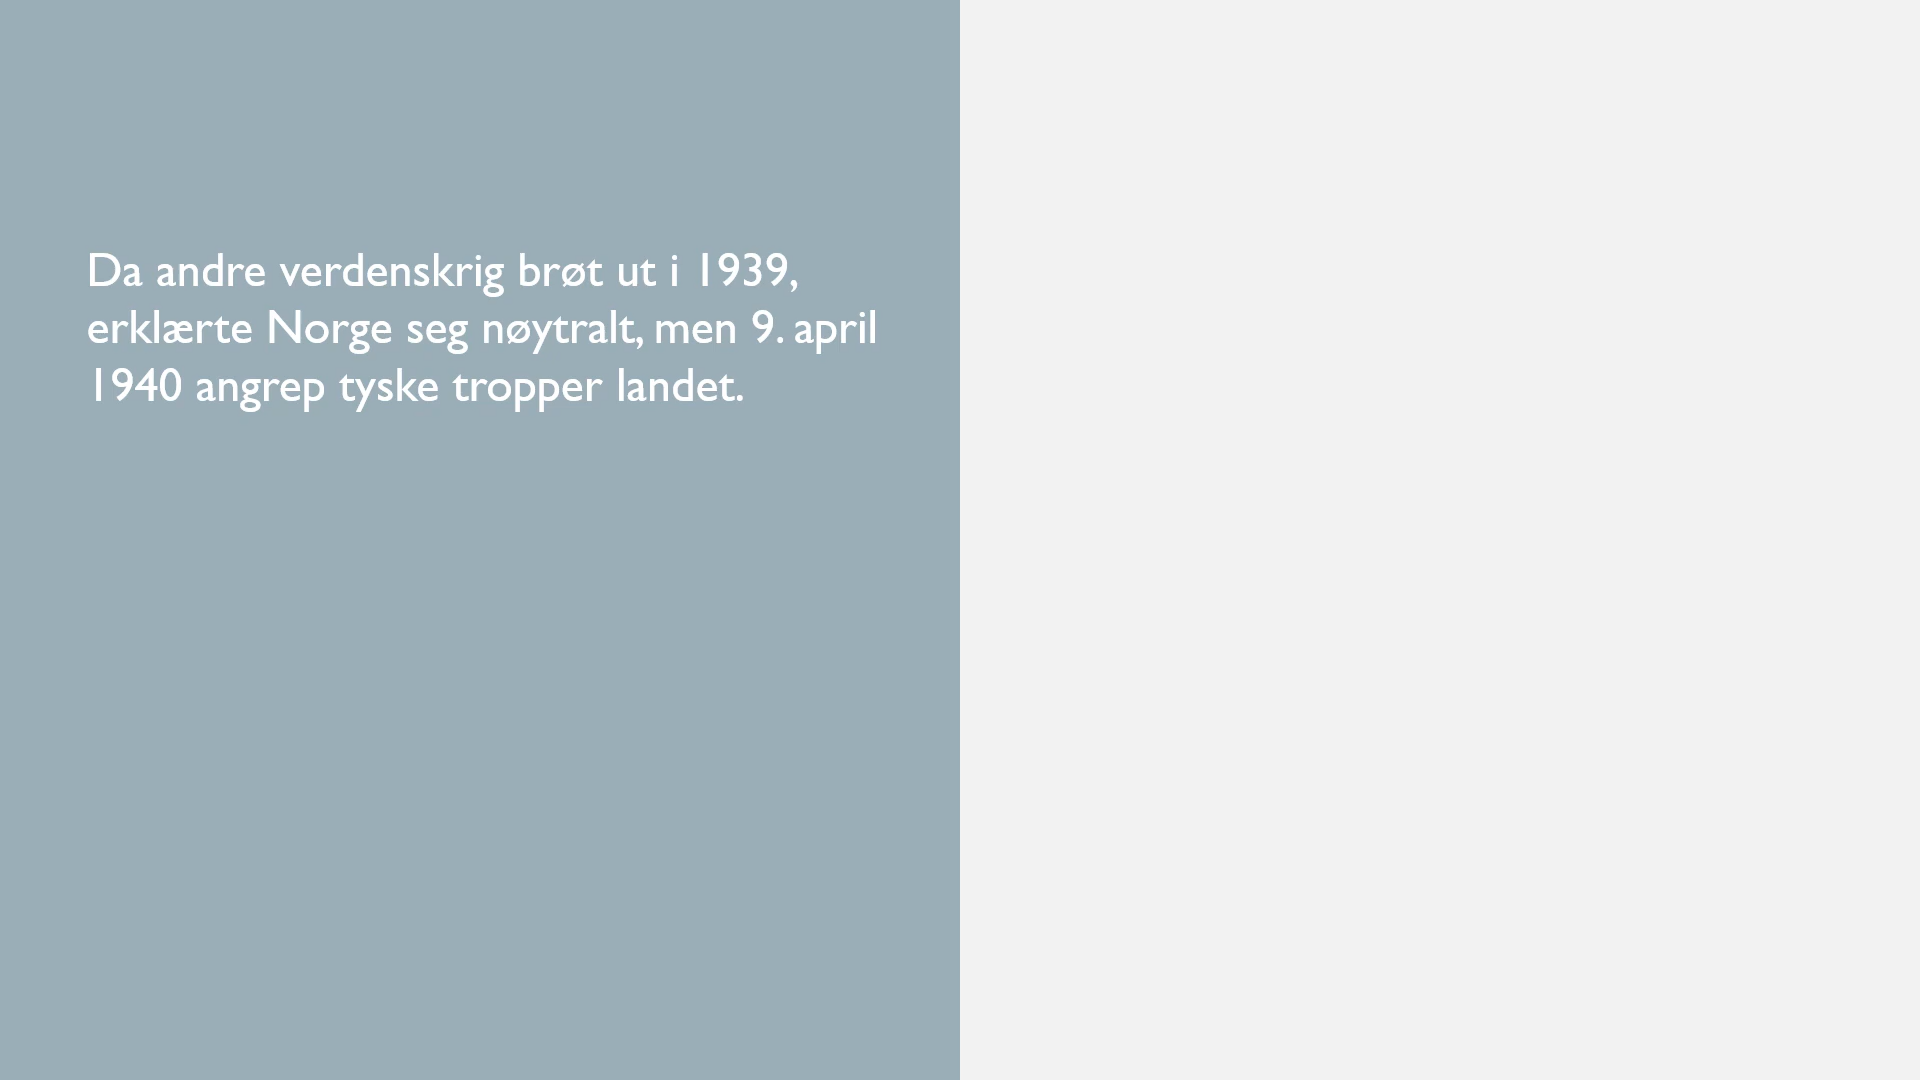 Da andre verdenskrig brøt ut i 1939,
erklærte Norge seg nøytralt, men 9. april
1940 angrep tyske tropper landet.